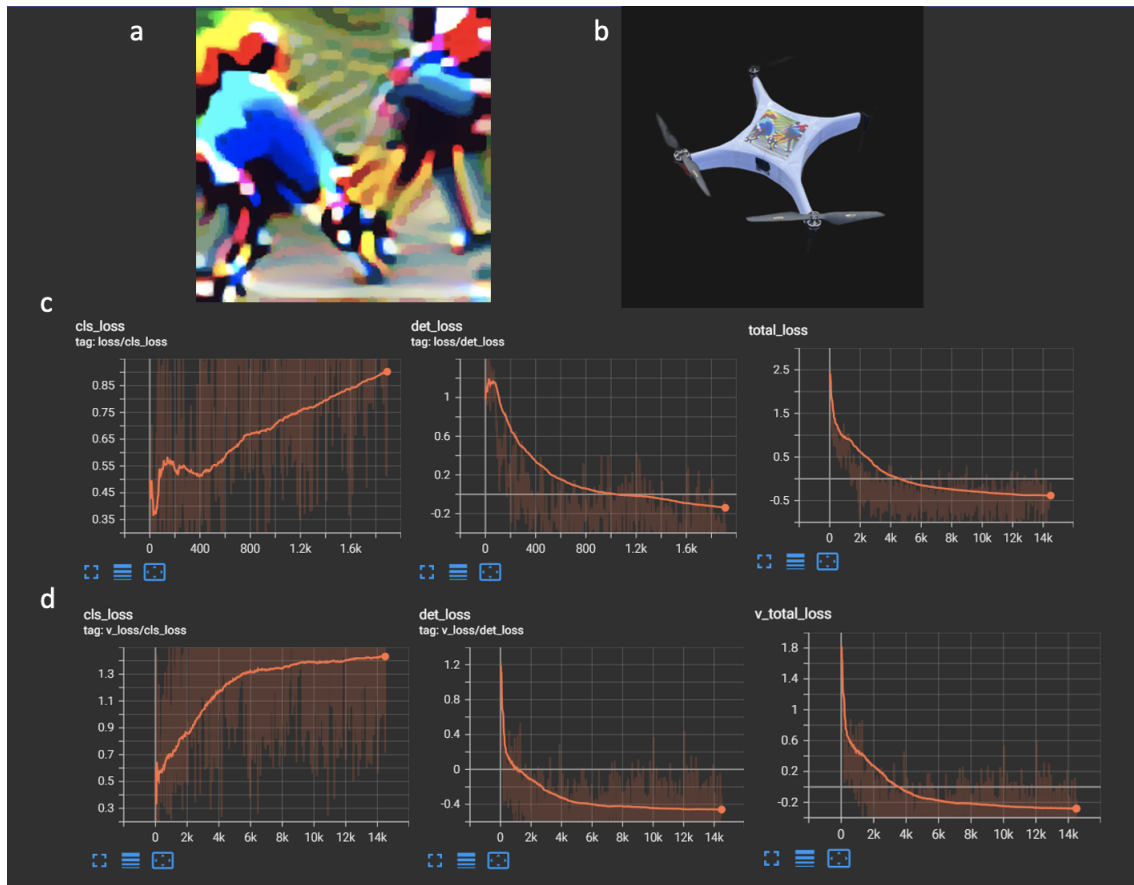 a
b
c
cls_loss
tag: loss/cls_loss
0.85
0.75
0.65
0.55
0.45
0.35
0
400
800
1.2k
1.6k
det_loss
tag: loss/det_loss
1
0.6
0.2
-0.2
0
400
800
1.2k
1.6k
total_loss
2.5
1.5
0.5
-0.5
0
2k
4k
6k
8k
10k
12k
14k
d
cls_loss
tag: v_loss/cls_loss
1.3
1.1
0.9
0.7
0.5
0.3
0
2k
4k
6k
8k
10k
12k
14k
det_loss
tag: v_loss/det_loss
1.2
0.8
0.4
0
-0.4
0
2k
4k
6k
8k
10k
12k
14k
v_total_loss
1.8
1.4
1
0.6
0.2
-0.2
0
2k
4k
6k
8k
10k
12k
14k